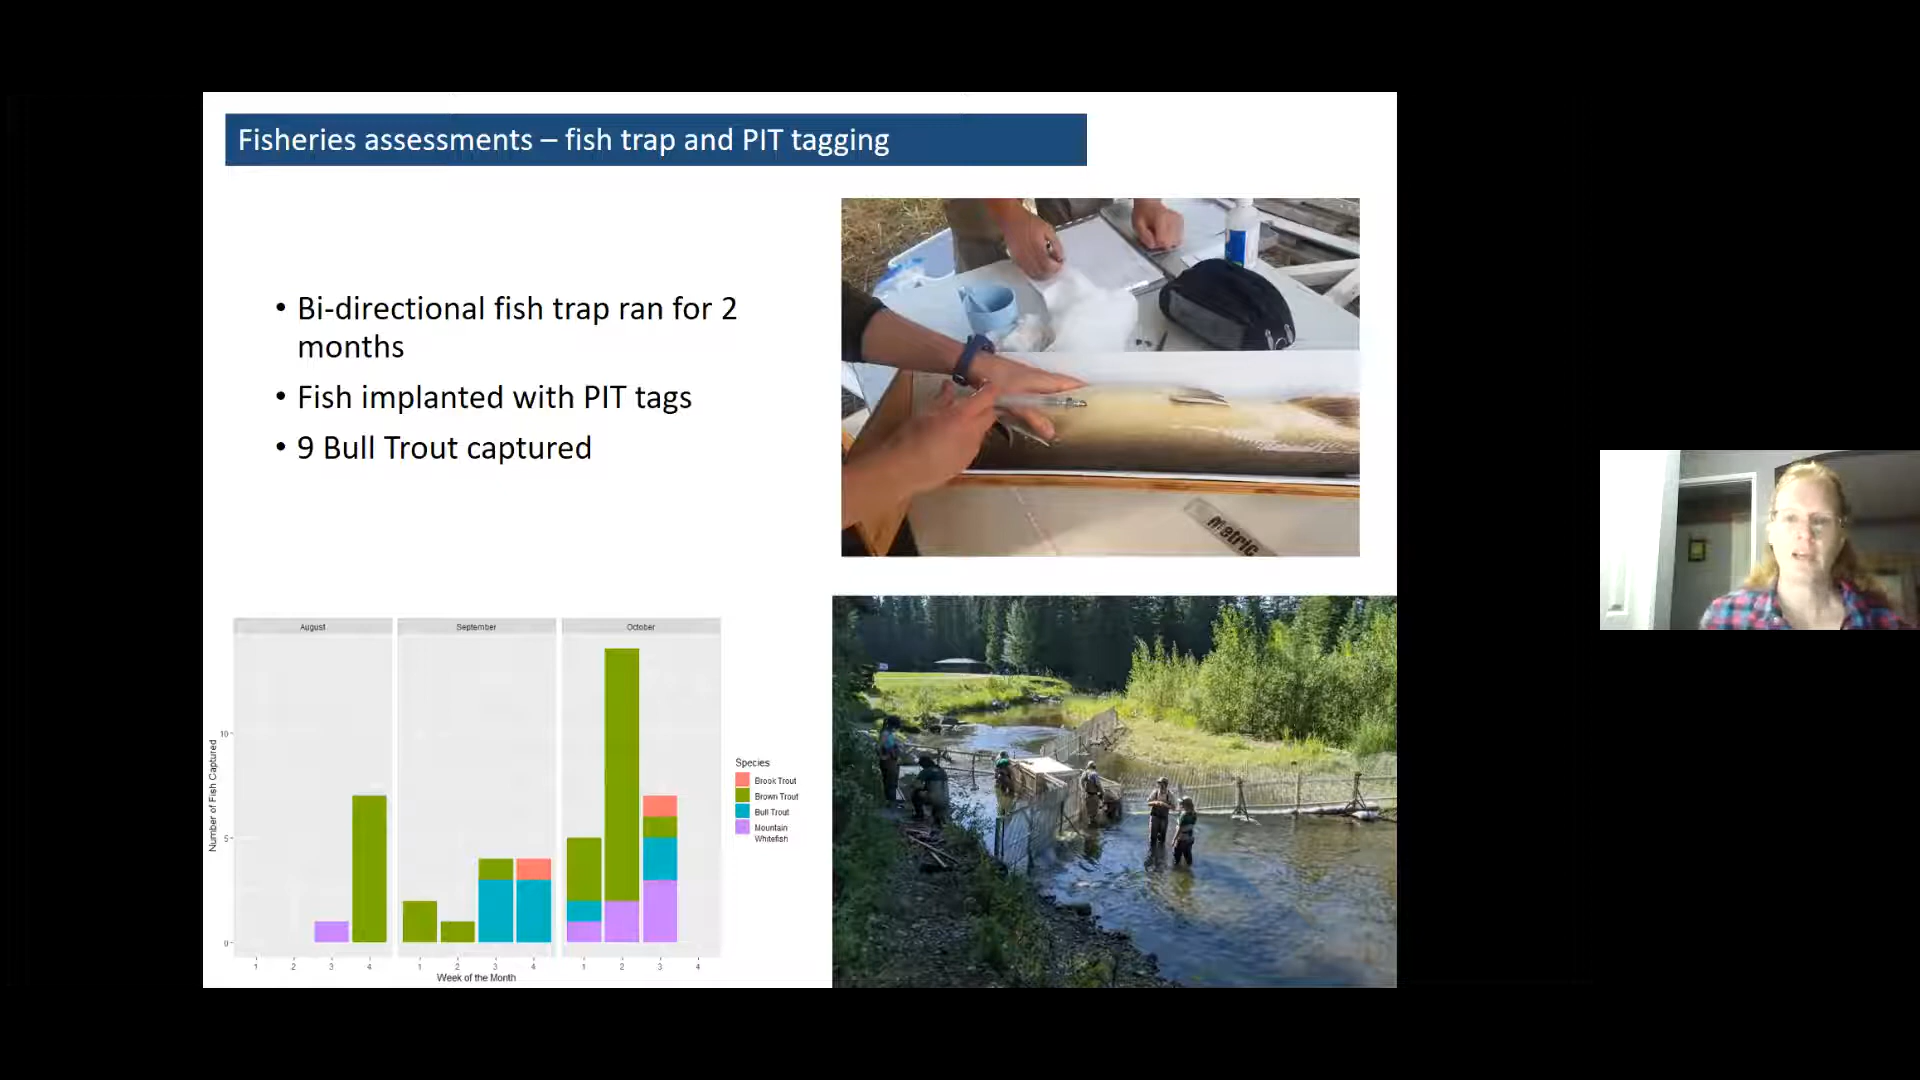 Fisheries assessments – fish trap and PIT tagging
• Bi-directional fish trap ran for 2
months
• Fish implanted with PIT tags
• 9 Bull Trout captured
Metric
August
September
October
Number of Fish Captured
10
5
0
1 2 3 4
1 2 3 4
1 2 3 4
Week of the Month
Species
Brook Trout
Brown Trout
Bull Trout
Mountain
Whitefish